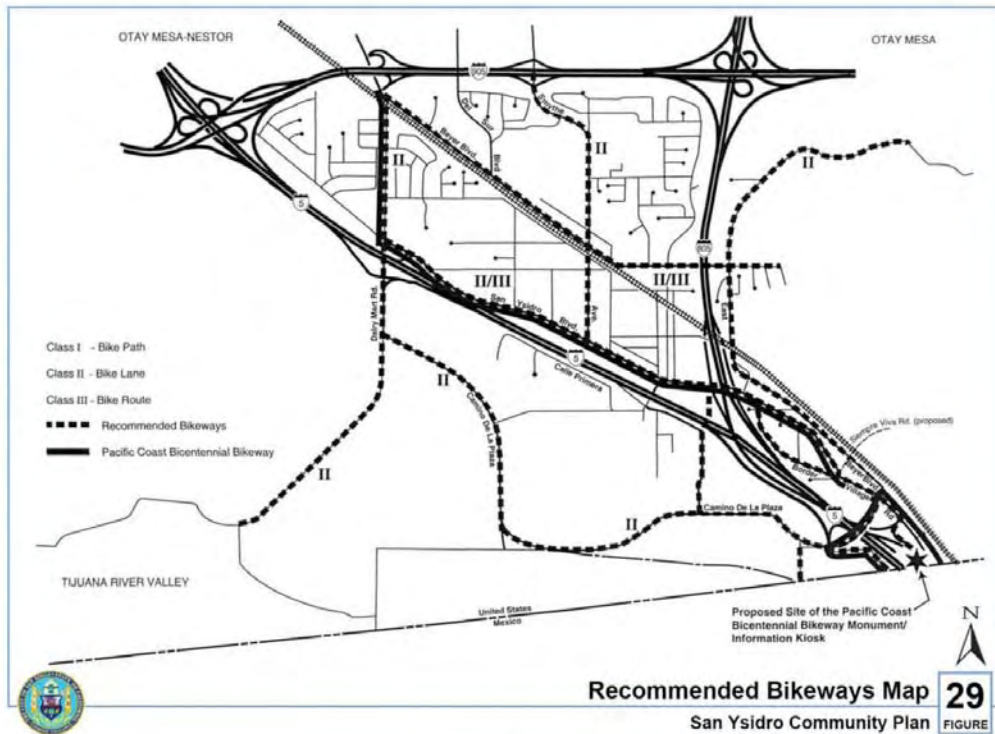 OTAY MESA-NESTOR
OTAY MESA
805
905
Del Sur Blvd
Smythe
Beyer Blvd.
II
II
II
5
805
II/III
II/III
San Ysidro Blvd.
Ave.
East
Dairy Mart Rd.
Class I - Bike Path
Class II - Bike Lane
Class III - Bike Route
Recommended Bikeways
Pacific Coast Bicentennial Bikeway
II
Camino De La Plaza
5
Calle Primera
Siempre Viva Rd. (proposed)
Beyer Blvd.
Border Village Rd
II
Camino De La Plaza
5
II
TIJUANA RIVER VALLEY
United States
Mexico
Proposed Site of the Pacific Coast
Bicentennial Bikeway Monument/
Information Kiosk
N
Recommended Bikeways Map
San Ysidro Community Plan
29
FIGURE